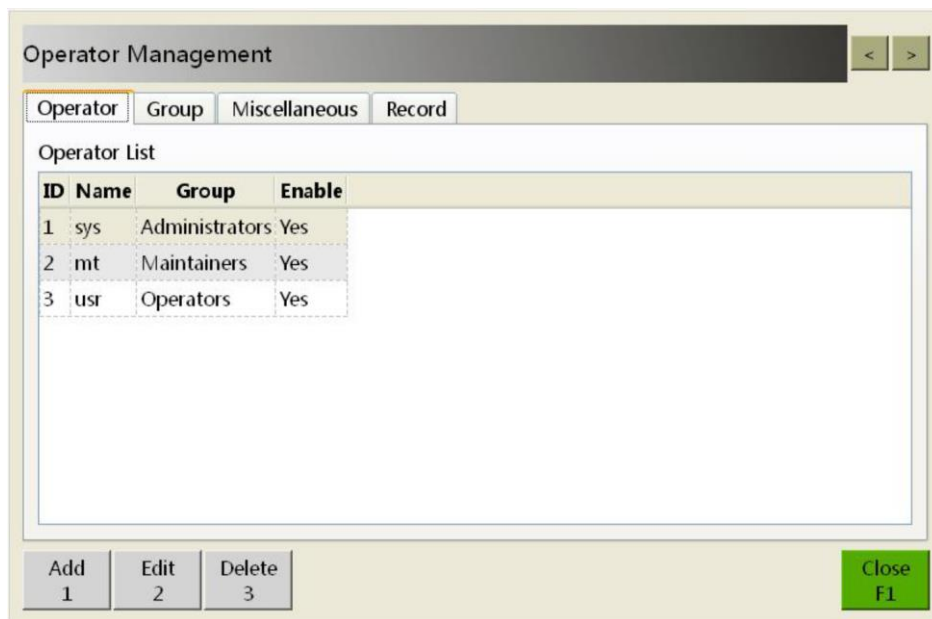 Operator Management
< >
Operator Group Miscellaneous Record
Operator List
ID Name Group Enable
1 sys Administrators Yes
2 mt Maintainers Yes
3 usr Operators Yes
Add Edit Delete Close
1 2 3 F1